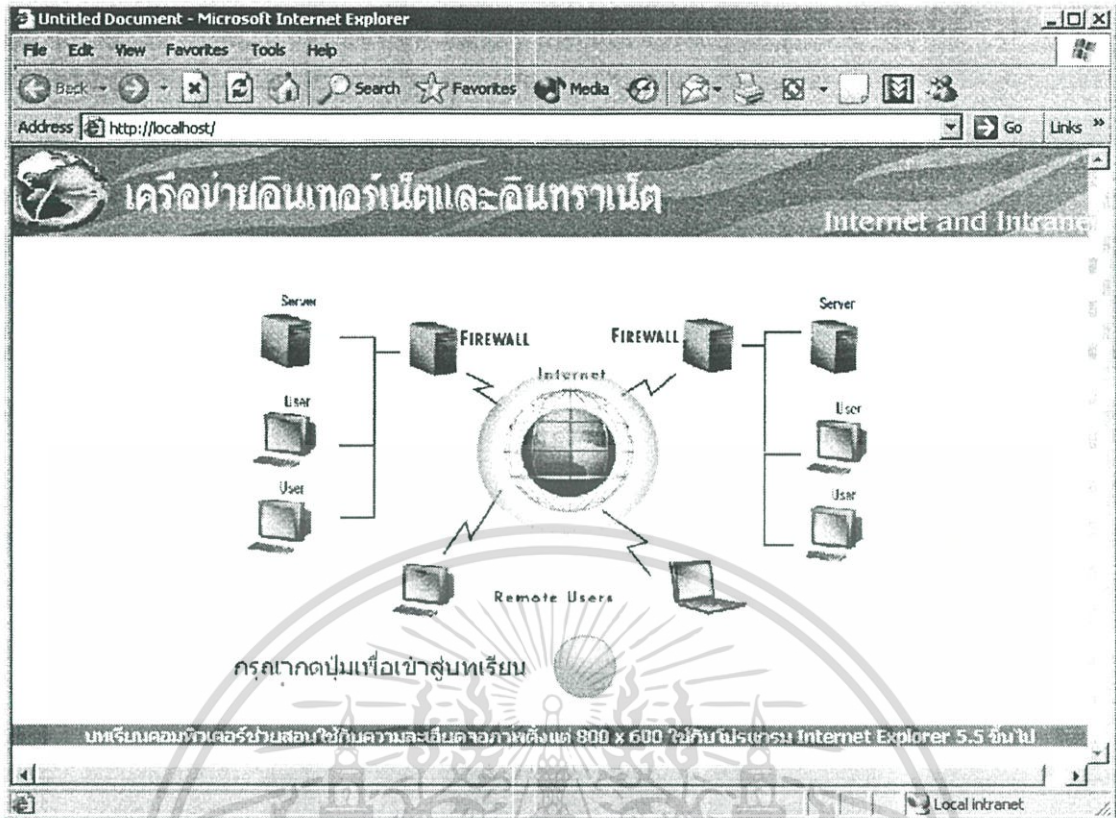 Untitled Document - Microsoft Internet Explorer
File Edit View Favorites Tools Help
Back Search Favorites Media
Address http://localhost/ Go Links »
เครือข่ายอินเทอร์เน็ตและอินทราเน็ต
Internet and Intrane
Server Server
FIREWALL FIREWALL
Internet
User User
User User
Remote Users
กรุณากดปุ่มเพื่อเข้าสู่บทเรียน
บทเรียนคอมพิวเตอร์ช่วยสอนใช้กับความละเอียดจอภาพตั้งแต่ 800 x 600 ใช้กับโปรแกรม Internet Explorer 5.5 ขึ้นไป
Local intranet